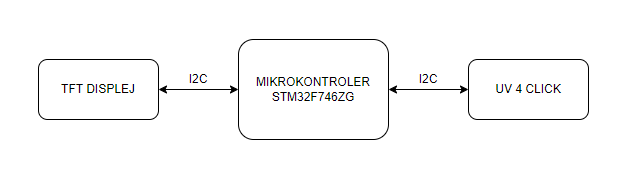 TFT DISPLEJ
I2C
MIKROKONTROLER
STM32F746ZG
I2C
UV 4 CLICK